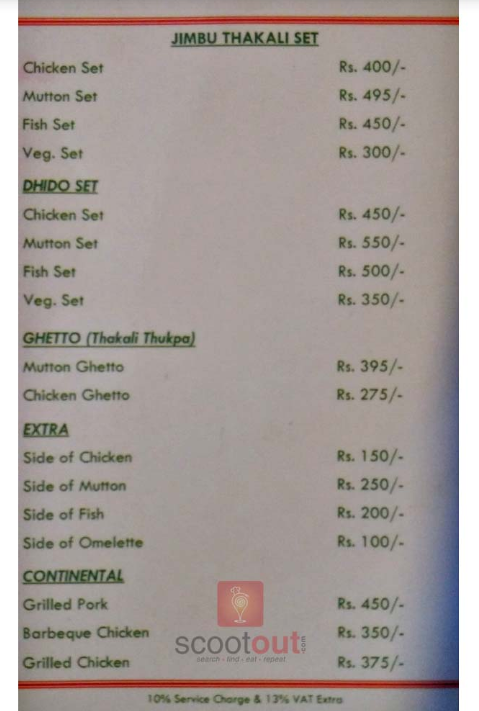 JIMBU THAKALI SET
Chicken Set Rs. 400/-
Mutton Set Rs. 495/-
Fish Set Rs. 450/-
Veg. Set Rs. 300/-
DHIDO SET
Chicken Set Rs. 450/-
Mutton Set Rs. 550/-
Fish Set Rs. 500/-
Veg. Set Rs. 350/-
GHETTO (Thakali Thukpa)
Mutton Ghetto Rs. 395/-
Chicken Ghetto Rs. 275/-
EXTRA
Side of Chicken Rs. 150/-
Side of Mutton Rs. 250/-
Side of Fish Rs. 200/-
Side of Omelette Rs. 100/-
CONTINENTAL
Grilled Pork Rs. 450/-
Barbeque Chicken Rs. 350/-
scootout.com
search - find - eat - repeat
Grilled Chicken Rs. 375/-
10% Service Charge & 13% VAT Extra